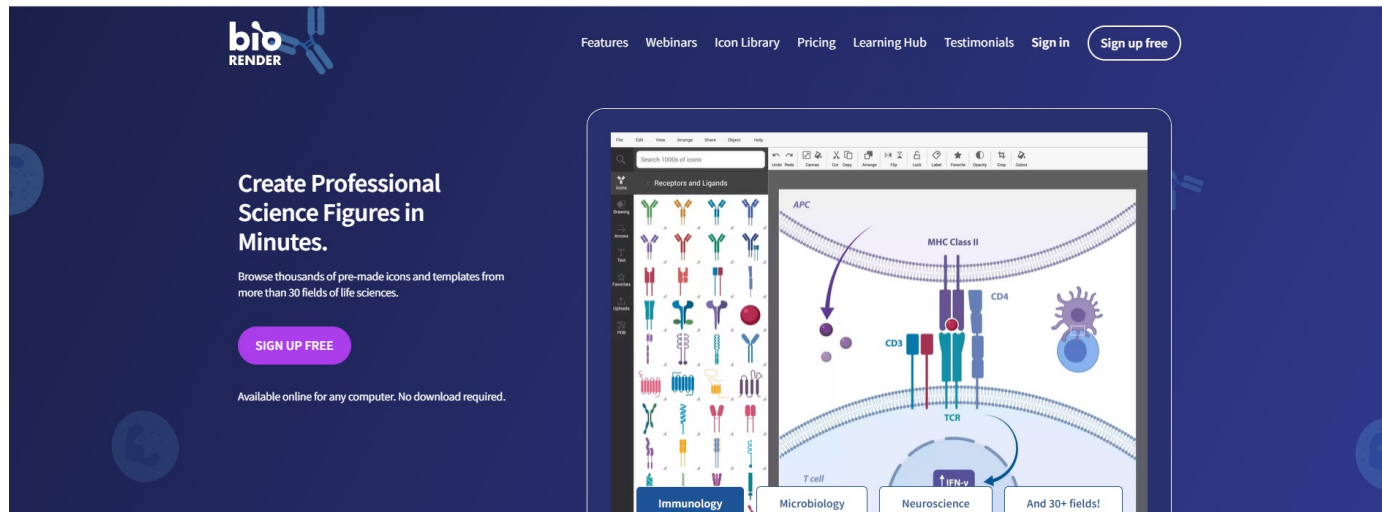 bio
RENDER
Features Webinars Icon Library Pricing Learning Hub Testimonials Sign in Sign up free
Create Professional
Science Figures in
Minutes.
Browse thousands of pre-made icons and templates from
more than 30 fields of life sciences.
SIGN UP FREE
Available online for any computer. No download required.
File Edit View Arrange Share Object Help
Search 1000s of icons
Undo Redo Canvas Cut Copy Arrange Flip Lock Label Favorite Opacity Crop Colors
Icons
Receptors and Ligands
Drawing
Arrows
Text
Favorites
Uploads
PDB
APC
MHC Class II
CD4
CD3
TCR
T cell
↑ IFN-γ
Immunology Microbiology Neuroscience And 30+ fields!